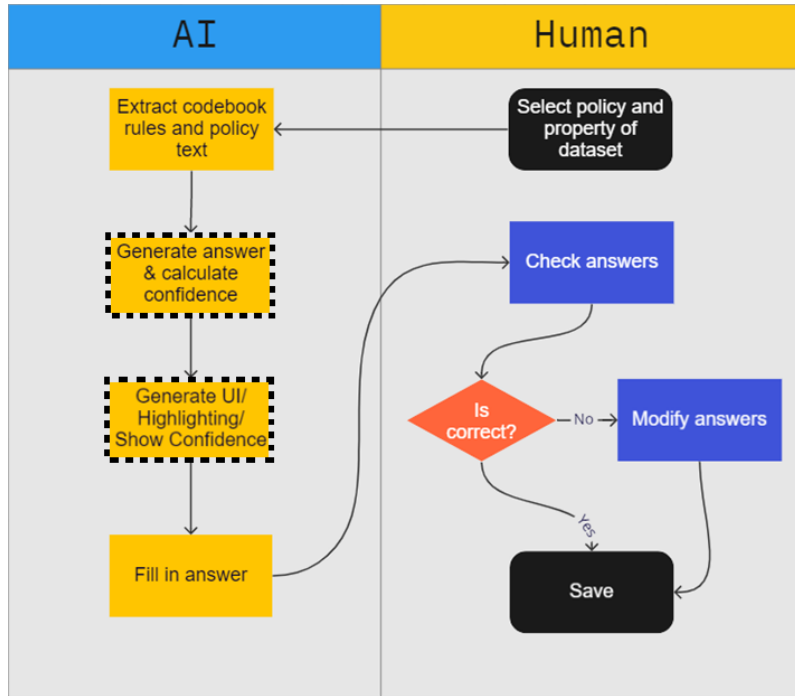 AI
Human
Extract codebook
rules and policy
text
Select policy and
property of
dataset
Generate answer
& calculate
confidence
Check answers
Generate UI/
Highlighting/
Show Confidence
Is
correct?
No
Modify answers
Yes
Fill in answer
Save